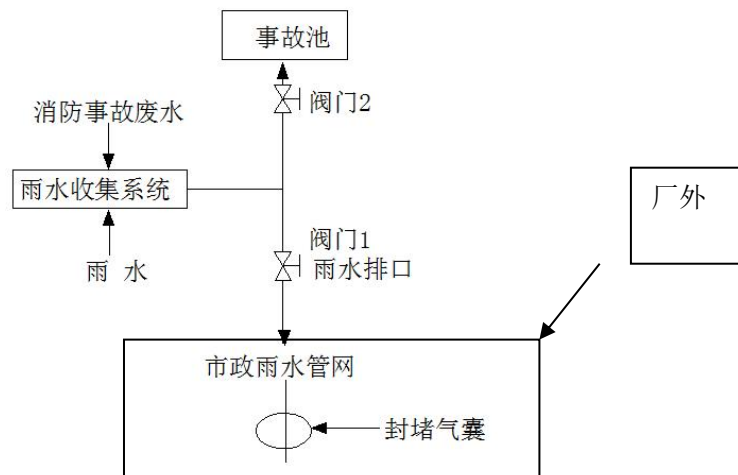 事故池
阀门2
消防事故废水
雨水收集系统
厂外
阀门1
雨 水
雨水排口
市政雨水管网
封堵气囊